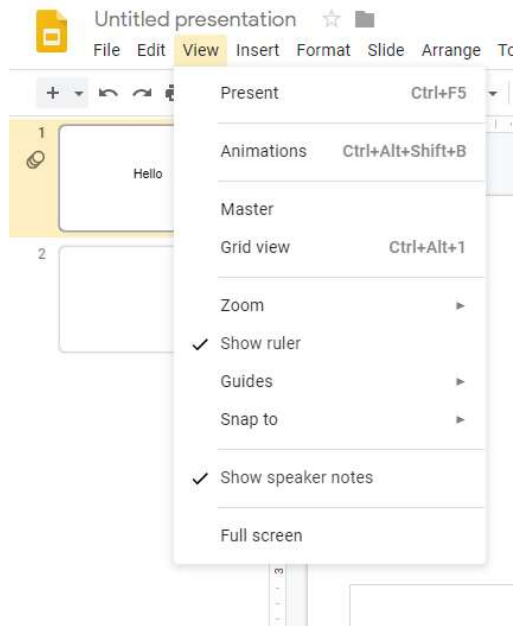 Untitled presentation
File Edit View Insert Format Slide Arrange To
Present Ctrl+F5
1
Animations Ctrl+Alt+Shift+B
Hello
Master
2
Grid view Ctrl+Alt+1
Zoom
Show ruler
Guides
Snap to
Show speaker notes
Full screen
3